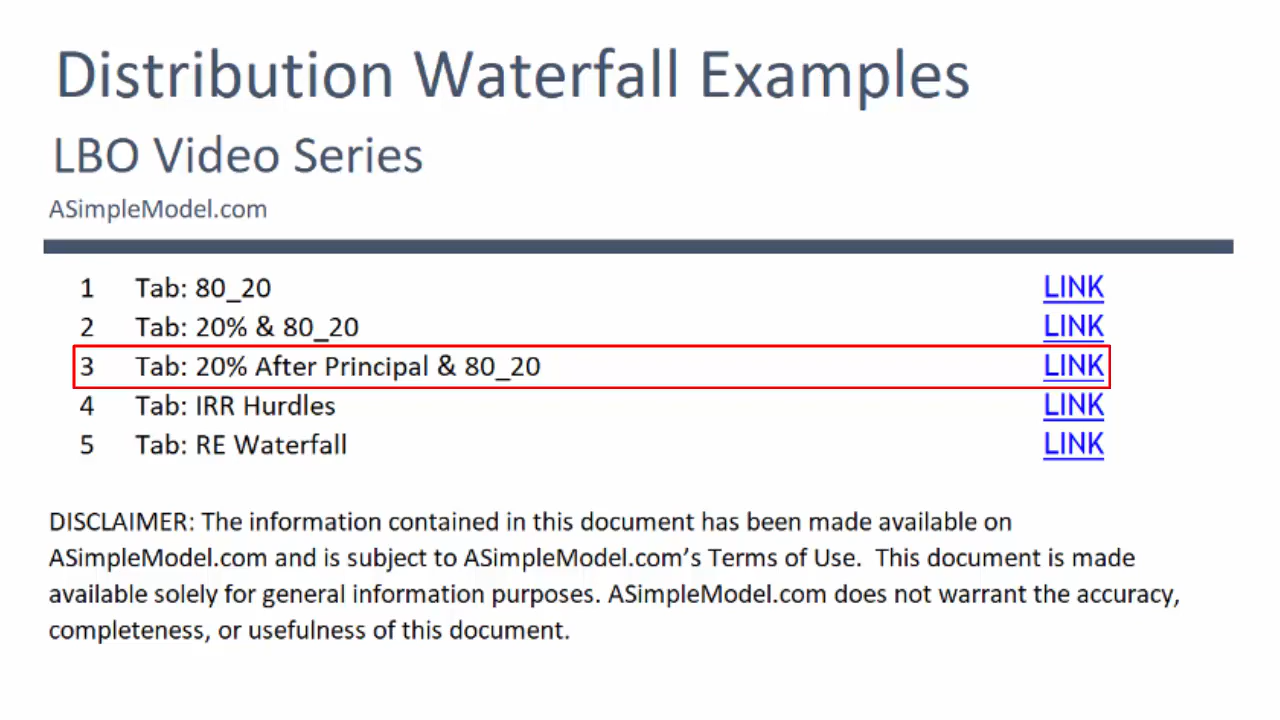 Distribution Waterfall Examples
LBO Video Series
ASimpleModel.com
1 Tab: 80_20 LINK
2 Tab: 20% & 80_20 LINK
3 Tab: 20% After Principal & 80_20 LINK
4 Tab: IRR Hurdles LINK
5 Tab: RE Waterfall LINK
DISCLAIMER: The information contained in this document has been made available on
ASimpleModel.com and is subject to ASimpleModel.com’s Terms of Use.  This document is made
available solely for general information purposes. ASimpleModel.com does not warrant the accuracy,
completeness, or usefulness of this document.